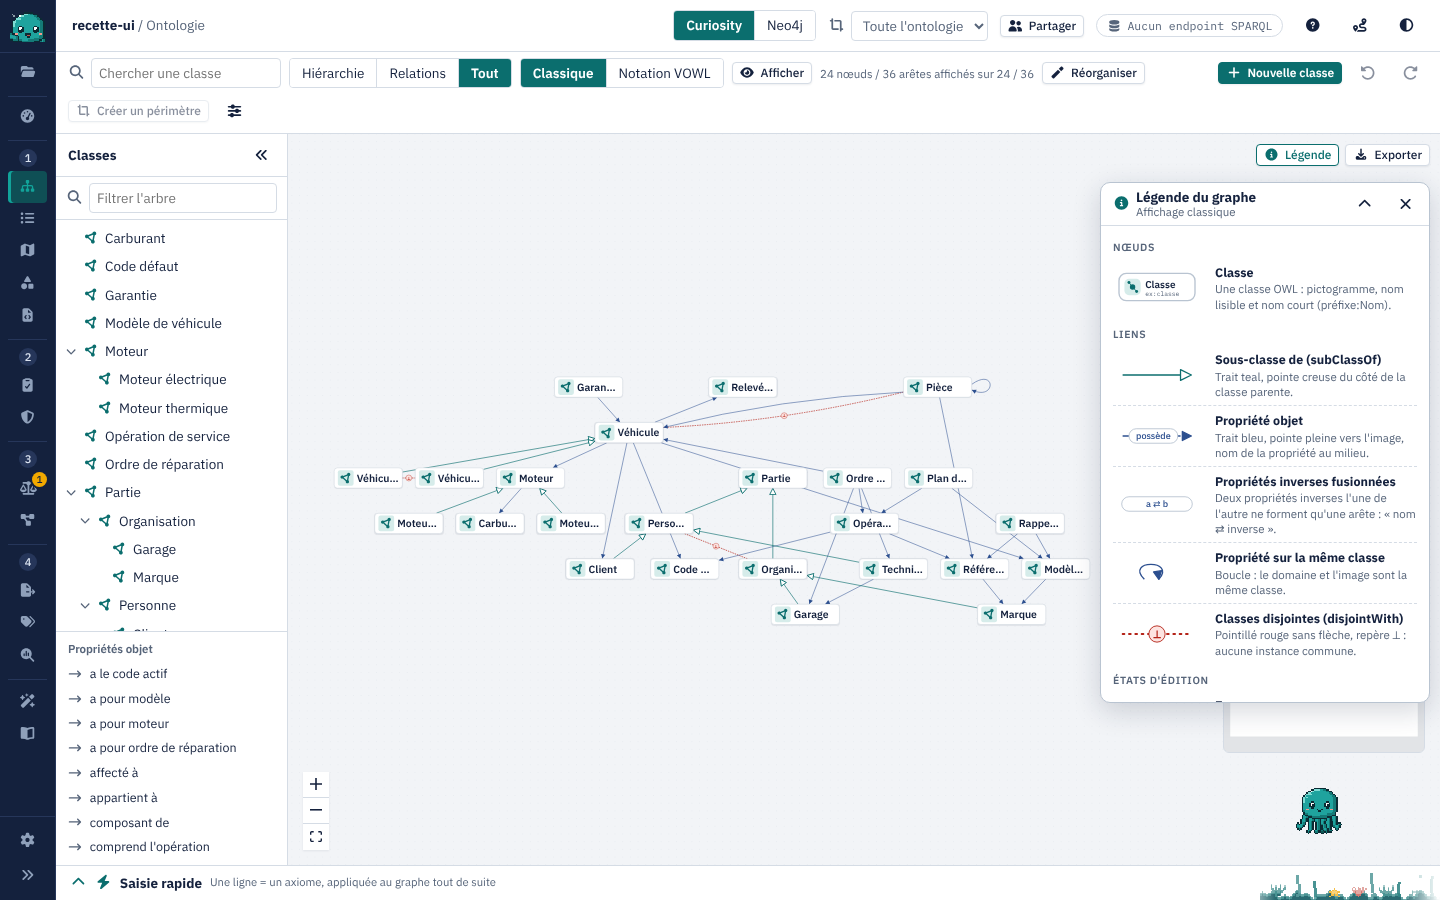 recette-ui / Ontologie
Curiosity
Neo4j
Toute l'ontologie
Partager
Aucun endpoint SPARQL
Chercher une classe
Hiérarchie
Relations
Tout
Classique
Notation VOWL
Afficher
24 nœuds / 36 arêtes affichés sur 24 / 36
Réorganiser
Nouvelle classe
Créer un périmètre
1
2
3
1
4
Classes
Filtrer l'arbre
Carburant
Code défaut
Garantie
Modèle de véhicule
Moteur
Moteur électrique
Moteur thermique
Opération de service
Ordre de réparation
Partie
Organisation
Garage
Marque
Personne
Propriétés objet
a le code actif
a pour modèle
a pour moteur
a pour ordre de réparation
affecté à
appartient à
composant de
comprend l'opération
Légende
Exporter
Garan...
Relevé...
Pièce
Véhicule
Véhicu...
Véhicu...
Moteur
Partie
Ordre ...
Plan d...
Moteu...
Carbu...
Moteu...
Perso...
Opéra...
Rappe...
Client
Code ...
Organi...
Techni...
Référe...
Modèl...
Garage
Marque
Légende du graphe
Affichage classique
NŒUDS
Classe
ex:classe
Classe
Une classe OWL : pictogramme, nom
lisible et nom court (préfixe:Nom).
LIENS
Sous-classe de (subClassOf)
Trait teal, pointe creuse du côté de la
classe parente.
possède
Propriété objet
Trait bleu, pointe pleine vers l'image,
nom de la propriété au milieu.
a ⇄ b
Propriétés inverses fusionnées
Deux propriétés inverses l'une de
l'autre ne forment qu'une arête : « nom
⇄ inverse ».
Propriété sur la même classe
Boucle : le domaine et l'image sont la
même classe.
⊥
Classes disjointes (disjointWith)
Pointillé rouge sans flèche, repère ⊥ :
aucune instance commune.
ÉTATS D'ÉDITION
Saisie rapide
Une ligne = un axiome, appliquée au graphe tout de suite